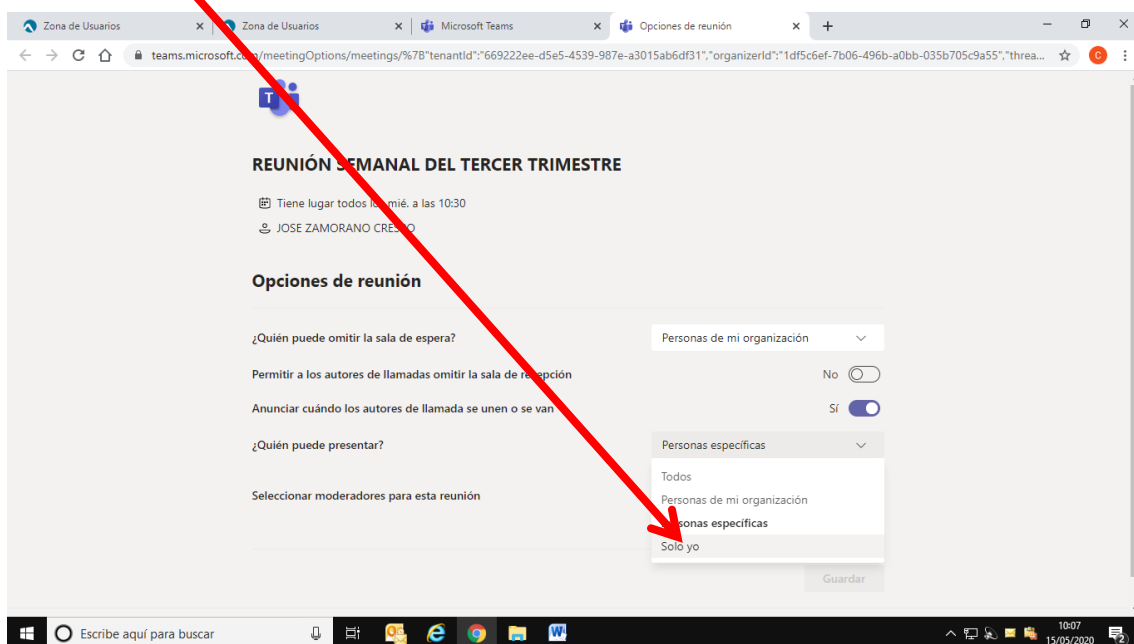 Zona de Usuarios
Zona de Usuarios
Microsoft Teams
Opciones de reunión
teams.microsoft.com/meetingOptions/meetings/%7B"tenantId":"669222ee-d5e5-4539-987e-a3015ab6df31","organizerId":"1df5c6ef-7b06-496b-a0bb-035b705c9a55","threa...
C
T
REUNIÓN SEMANAL DEL TERCER TRIMESTRE
Tiene lugar todos los mié. a las 10:30
JOSE ZAMORANO CRESPO
Opciones de reunión
¿Quién puede omitir la sala de espera?
Personas de mi organización
Permitir a los autores de llamadas omitir la sala de recepción
No
Anunciar cuándo los autores de llamada se unen o se van
Sí
¿Quién puede presentar?
Personas específicas
Todos
Seleccionar moderadores para esta reunión
Personas de mi organización
Personas específicas
Solo yo
Guardar
Escribe aquí para buscar
10:07
15/05/2020
2